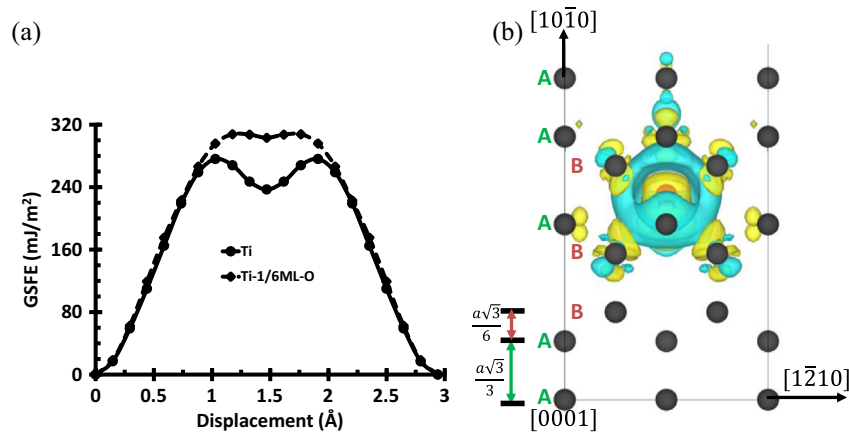 (a)
320
240
160
80
0
GSFE (mJ/m²)
Ti
Ti-1/6ML-O
0 0.5 1 1.5 2 2.5 3
Displacement (Å)
(b)
[101̅0]
A
A
B
A
B
B
A
A
a√3/6
a√3/3
[0001]
[12̅10]